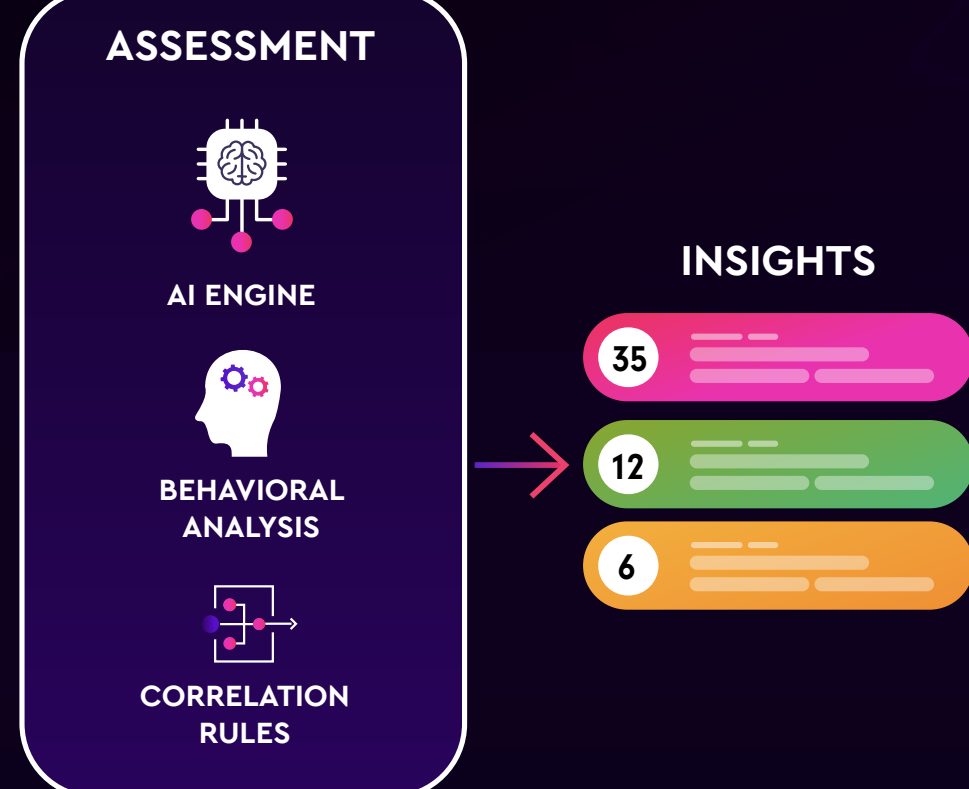 ASSESSMENT
AI ENGINE
BEHAVIORAL
ANALYSIS
CORRELATION
RULES
INSIGHTS
35
12
6